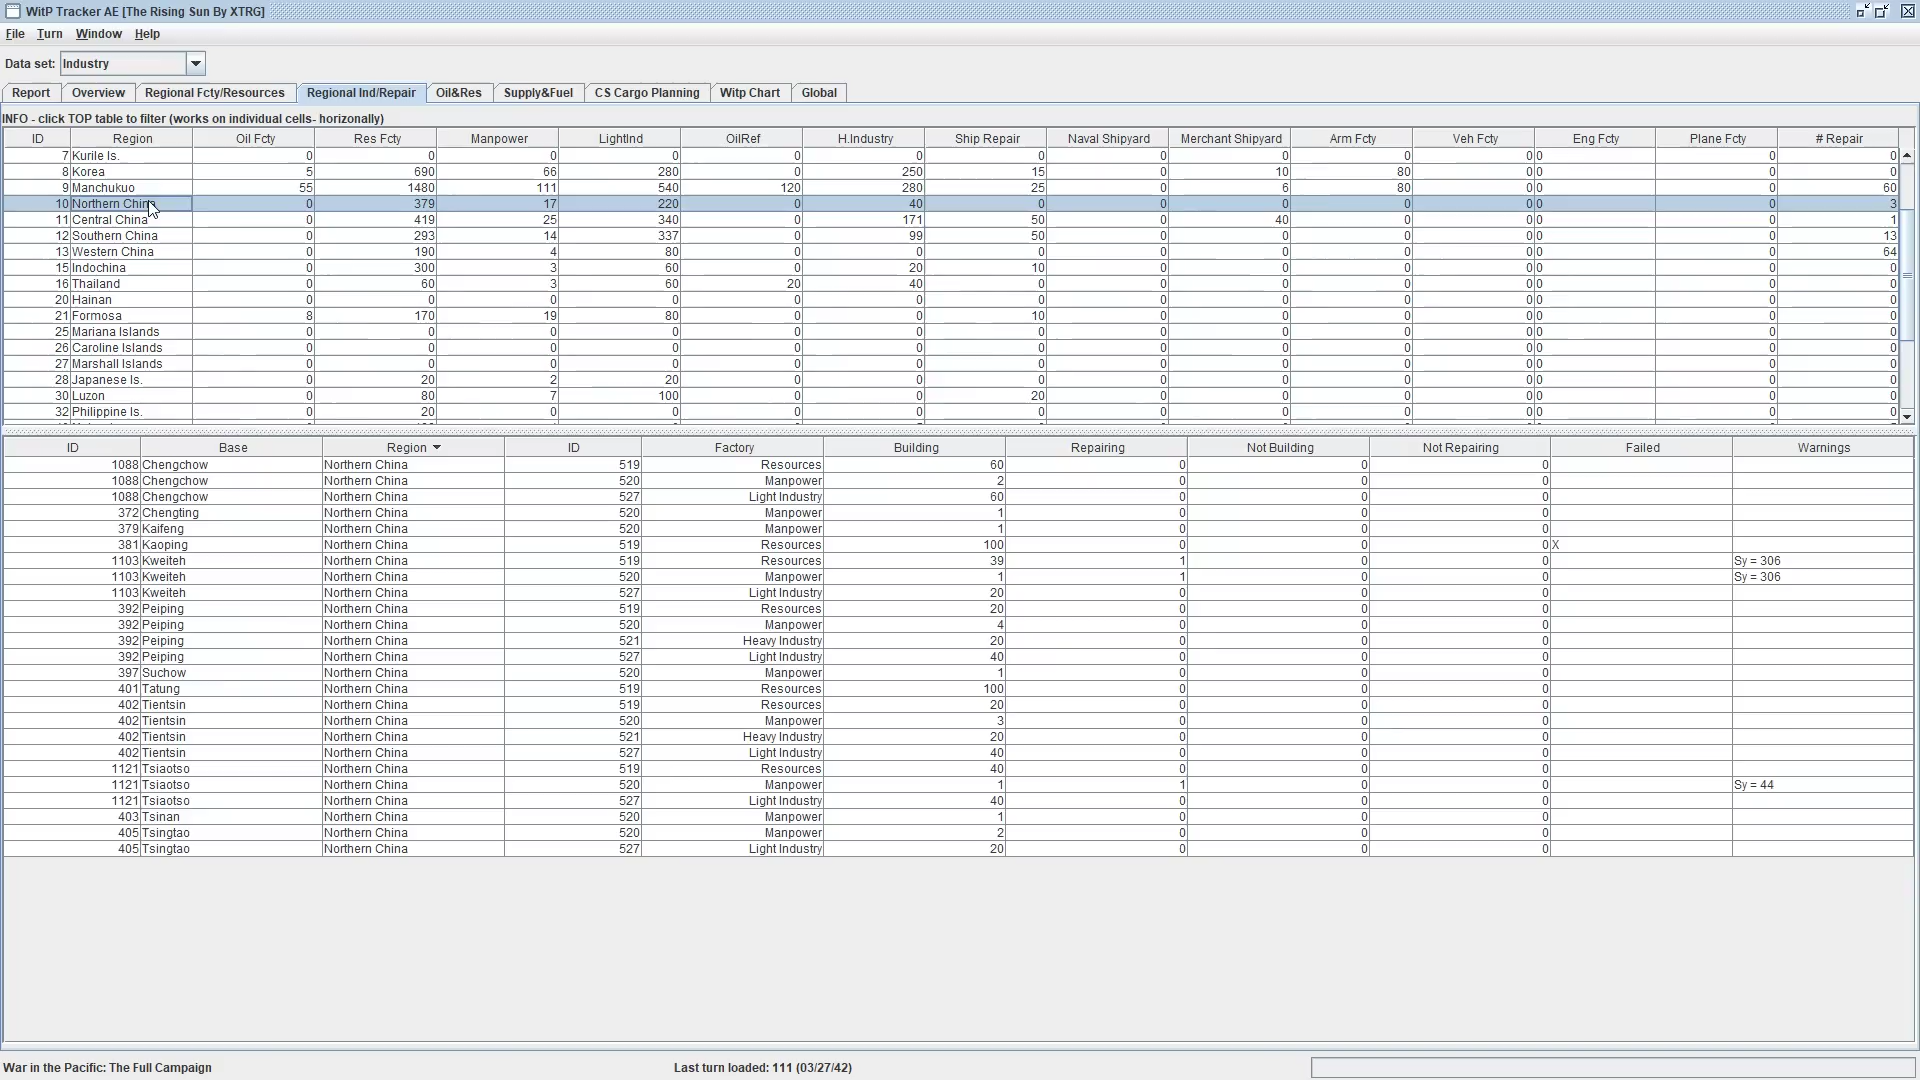 WitP Tracker AE [The Rising Sun By XTRG]
File Turn Window Help
Data set: Industry
Report Overview Regional Fcty/Resources Regional Ind/Repair Oil&Res Supply&Fuel CS Cargo Planning Witp Chart Global
INFO - click TOP table to filter (works on individual cells- horizonally)
ID Region Oil Fcty Res Fcty Manpower LightInd OilRef H.Industry Ship Repair Naval Shipyard Merchant Shipyard Arm Fcty Veh Fcty Eng Fcty Plane Fcty # Repair
7 Kurile Is. 0 0 0 0 0 0 0 0 0 0 0 0 0 0
8 Korea 5 690 66 280 0 250 15 0 10 80 0 0 0 0
9 Manchukuo 55 1480 111 540 120 280 25 0 6 80 0 0 0 60
10 Northern China 0 379 17 220 0 40 0 0 0 0 0 0 0 3
11 Central China 0 419 25 340 0 171 50 0 40 0 0 0 0 1
12 Southern China 0 293 14 337 0 99 50 0 0 0 0 0 0 13
13 Western China 0 190 4 80 0 0 0 0 0 0 0 0 0 64
15 Indochina 0 300 3 60 0 20 10 0 0 0 0 0 0 0
16 Thailand 0 60 3 60 20 40 0 0 0 0 0 0 0 0
20 Hainan 0 0 0 0 0 0 0 0 0 0 0 0 0 0
21 Formosa 8 170 19 80 0 0 10 0 0 0 0 0 0 0
25 Mariana Islands 0 0 0 0 0 0 0 0 0 0 0 0 0 0
26 Caroline Islands 0 0 0 0 0 0 0 0 0 0 0 0 0 0
27 Marshall Islands 0 0 0 0 0 0 0 0 0 0 0 0 0 0
28 Japanese Is. 0 20 2 20 0 0 0 0 0 0 0 0 0 0
30 Luzon 0 80 7 100 0 0 20 0 0 0 0 0 0 0
32 Philippine Is. 0 20 0 0 0 0 0 0 0 0 0 0 0 0
ID Base Region ID Factory Building Repairing Not Building Not Repairing Failed Warnings
1088 Chengchow Northern China 519 Resources 60 0 0 0
1088 Chengchow Northern China 520 Manpower 2 0 0 0
1088 Chengchow Northern China 527 Light Industry 60 0 0 0
372 Chengting Northern China 520 Manpower 1 0 0 0
379 Kaifeng Northern China 520 Manpower 1 0 0 0
381 Kaoping Northern China 519 Resources 100 0 0 0 X
1103 Kweiteh Northern China 519 Resources 39 1 0 0 Sy = 306
1103 Kweiteh Northern China 520 Manpower 1 1 0 0 Sy = 306
1103 Kweiteh Northern China 527 Light Industry 20 0 0 0
392 Peiping Northern China 519 Resources 20 0 0 0
392 Peiping Northern China 520 Manpower 4 0 0 0
392 Peiping Northern China 521 Heavy Industry 20 0 0 0
392 Peiping Northern China 527 Light Industry 40 0 0 0
397 Suchow Northern China 520 Manpower 1 0 0 0
401 Tatung Northern China 519 Resources 100 0 0 0
402 Tientsin Northern China 519 Resources 20 0 0 0
402 Tientsin Northern China 520 Manpower 3 0 0 0
402 Tientsin Northern China 521 Heavy Industry 20 0 0 0
402 Tientsin Northern China 527 Light Industry 40 0 0 0
1121 Tsiaotso Northern China 519 Resources 40 0 0 0
1121 Tsiaotso Northern China 520 Manpower 1 1 0 0 Sy = 44
1121 Tsiaotso Northern China 527 Light Industry 40 0 0 0
403 Tsinan Northern China 520 Manpower 1 0 0 0
405 Tsingtao Northern China 520 Manpower 2 0 0 0
405 Tsingtao Northern China 527 Light Industry 20 0 0 0
War in the Pacific: The Full Campaign Last turn loaded: 111 (03/27/42)